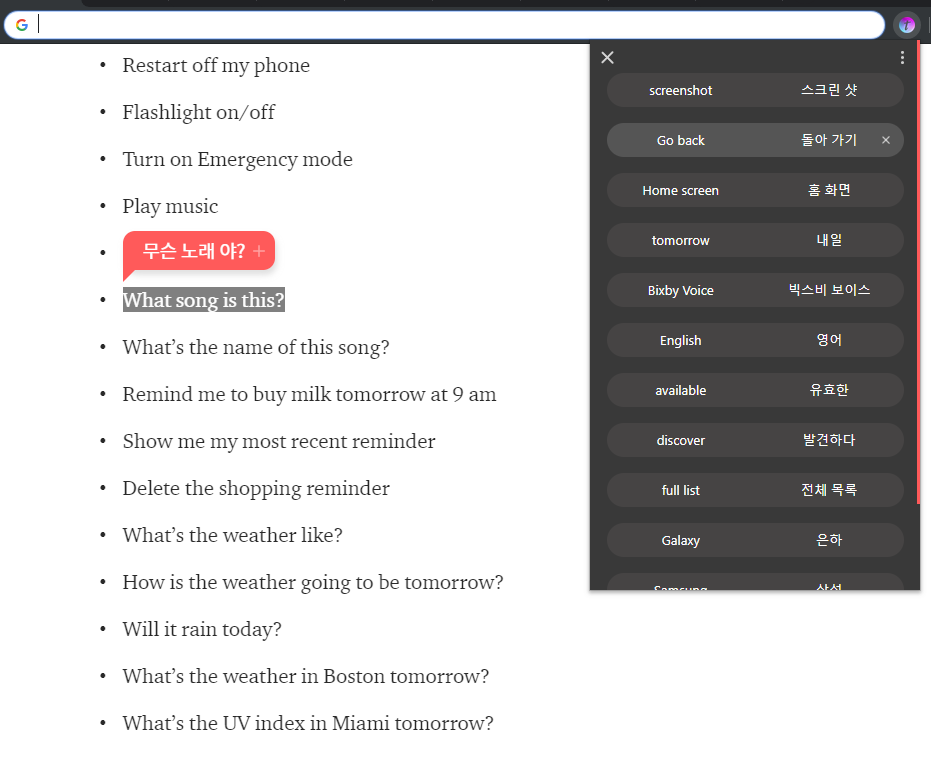 Restart off my phone
Flashlight on/off
Turn on Emergency mode
Play music
무슨 노래 야? +
What song is this?
What's the name of this song?
Remind me to buy milk tomorrow at 9 am
Show me my most recent reminder
Delete the shopping reminder
What's the weather like?
How is the weather going to be tomorrow?
Will it rain today?
What's the weather in Boston tomorrow?
What's the UV index in Miami tomorrow?
screenshot 스크린 샷
Go back 돌아 가기
Home screen 홀 화면
tomorrow 내일
Bixby Voice 빅스비 보이스
English 영어
available 유효한
discover 발견하다
full list 전체 목록
Galaxy 은하
Samsung 삼성